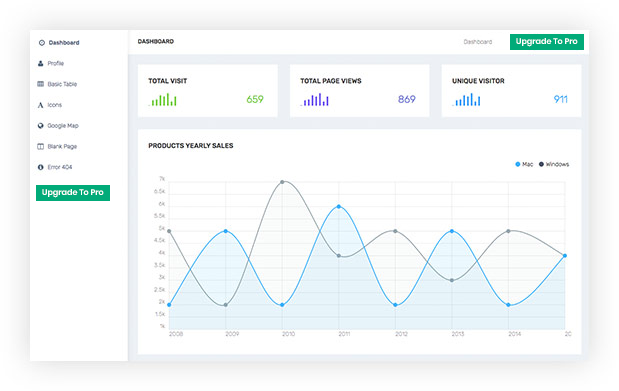 Dashboard
Profile
Basic Table
Icons
Google Map
Blank Page
Error 404
Upgrade To Pro
DASHBOARD
Dashboard
Upgrade To Pro
TOTAL VISIT
659
TOTAL PAGE VIEWS
869
UNIQUE VISITOR
911
PRODUCTS YEARLY SALES
Mac
Windows
7k
6.5k
6k
5.5k
5k
4.5k
4k
3.5k
3k
2.5k
2k
1.5k
1k
2008 2009 2010 2011 2012 2013 2014 20